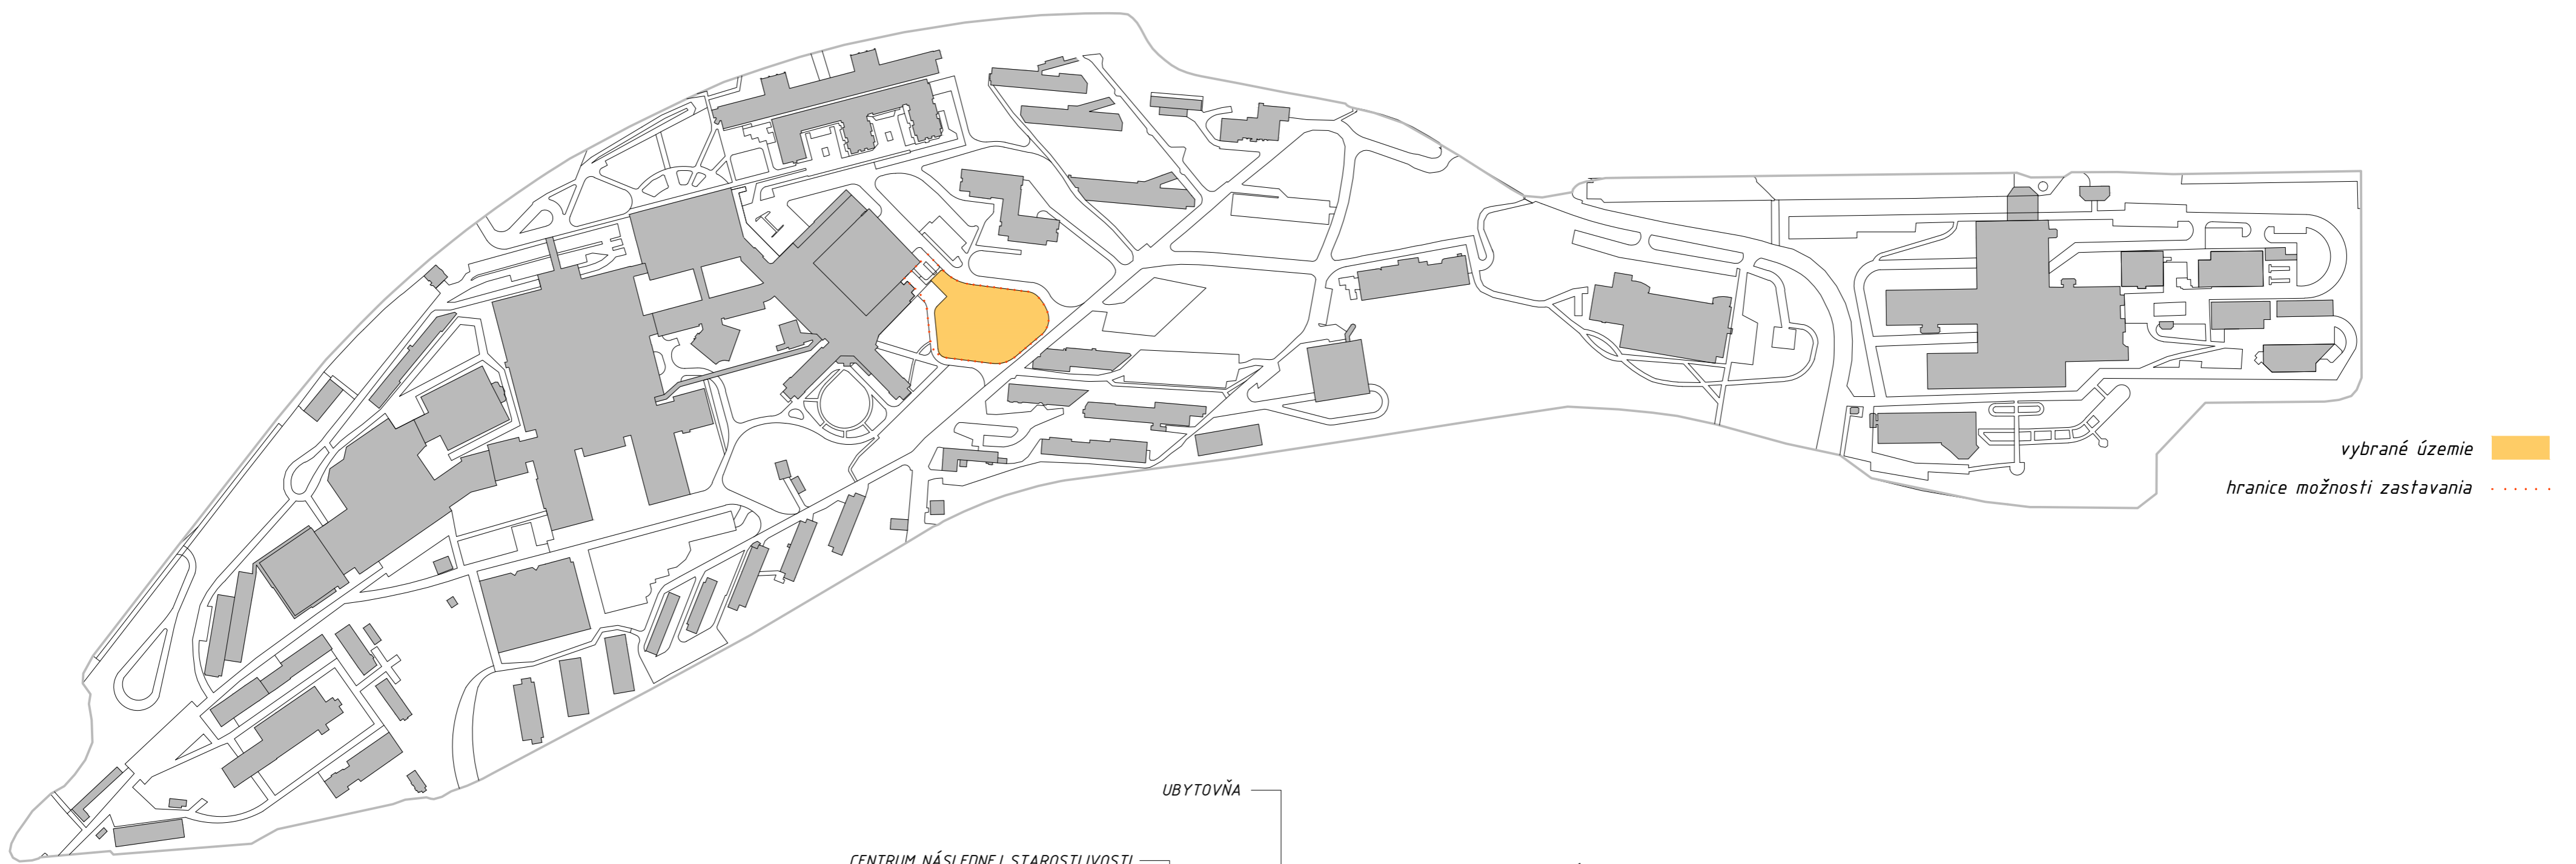 vybrané územie
hranice možnosti zastavania
UBYTOVŇA
CENTRUM NÁSLEDNEJ STAROSTLIVOSTI